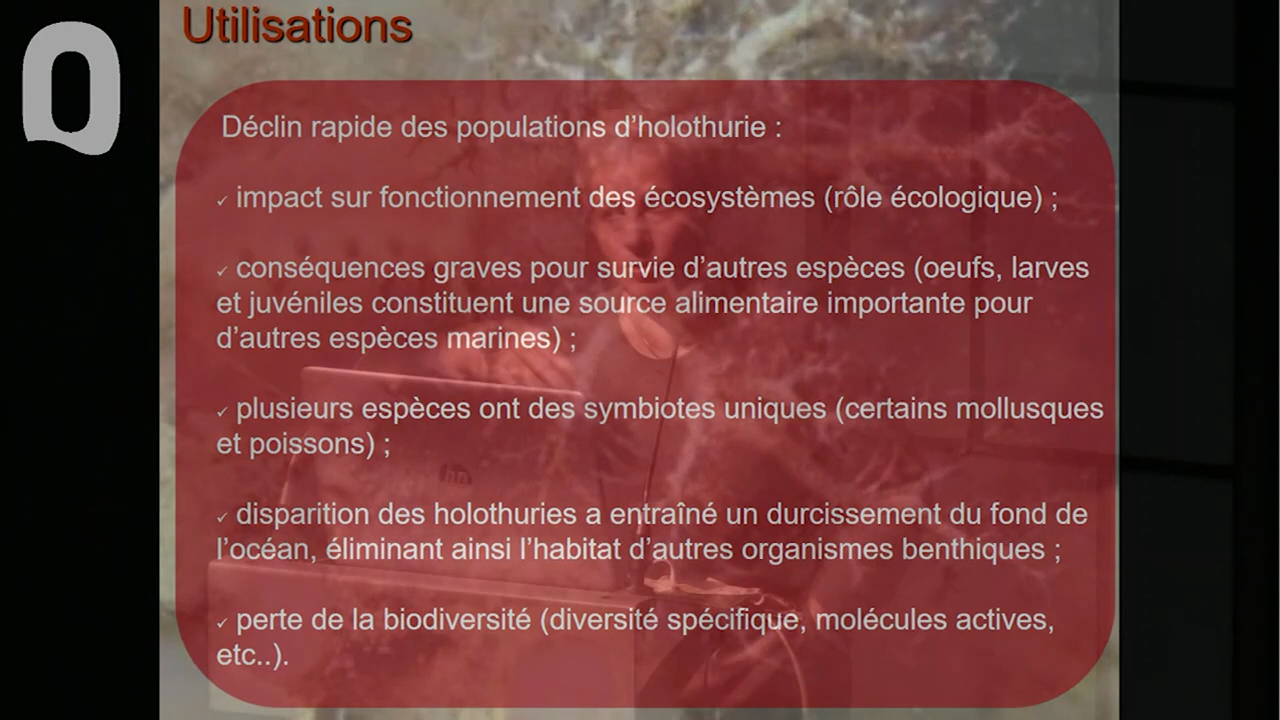 Q
Utilisations
Déclin rapide des populations d’holothurie :
✓ impact sur fonctionnement des écosystèmes (rôle écologique) ;
✓ conséquences graves pour survie d’autres espèces (oeufs, larves
et juvéniles constituent une source alimentaire importante pour
d’autres espèces marines) ;
✓ plusieurs espèces ont des symbiotes uniques (certains mollusques
et poissons) ;
✓ disparition des holothuries a entraîné un durcissement du fond de
l’océan, éliminant ainsi l’habitat d’autres organismes benthiques ;
✓ perte de la biodiversité (diversité spécifique, molécules actives,
etc..).
hp